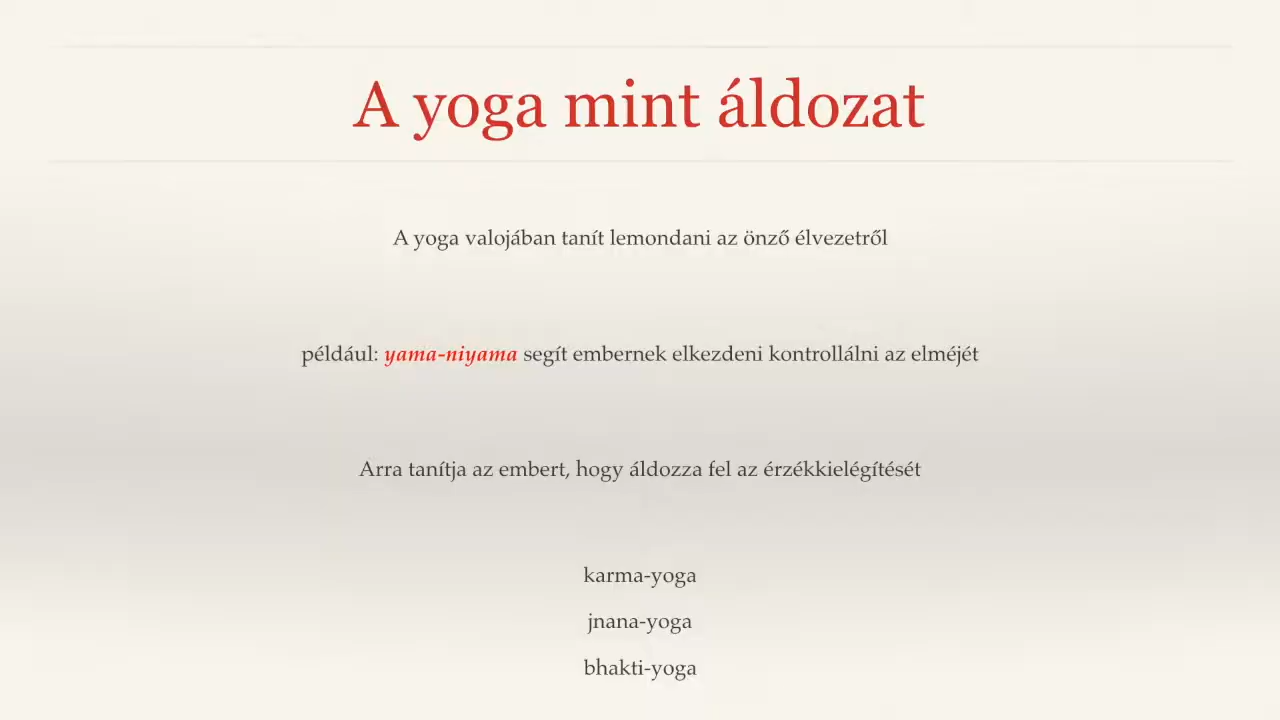 A yoga mint áldozat
A yoga valojában tanít lemondani az önző élvezetről
például: yama-niyama segít embernek elkezdeni kontrollálni az elméjét
Arra tanítja az embert, hogy áldozza fel az érzékkielégítését
karma-yoga
jnana-yoga
bhakti-yoga